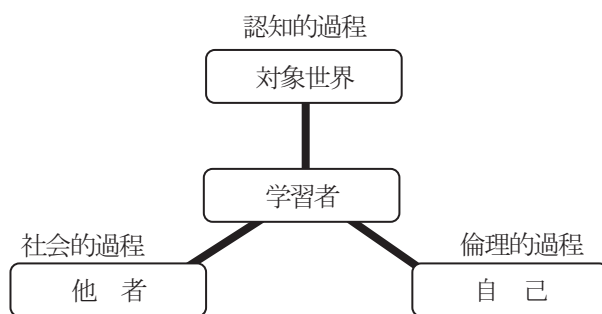 認知的過程
対象世界
学習者
社会的過程
倫理的過程
他　者
自　己